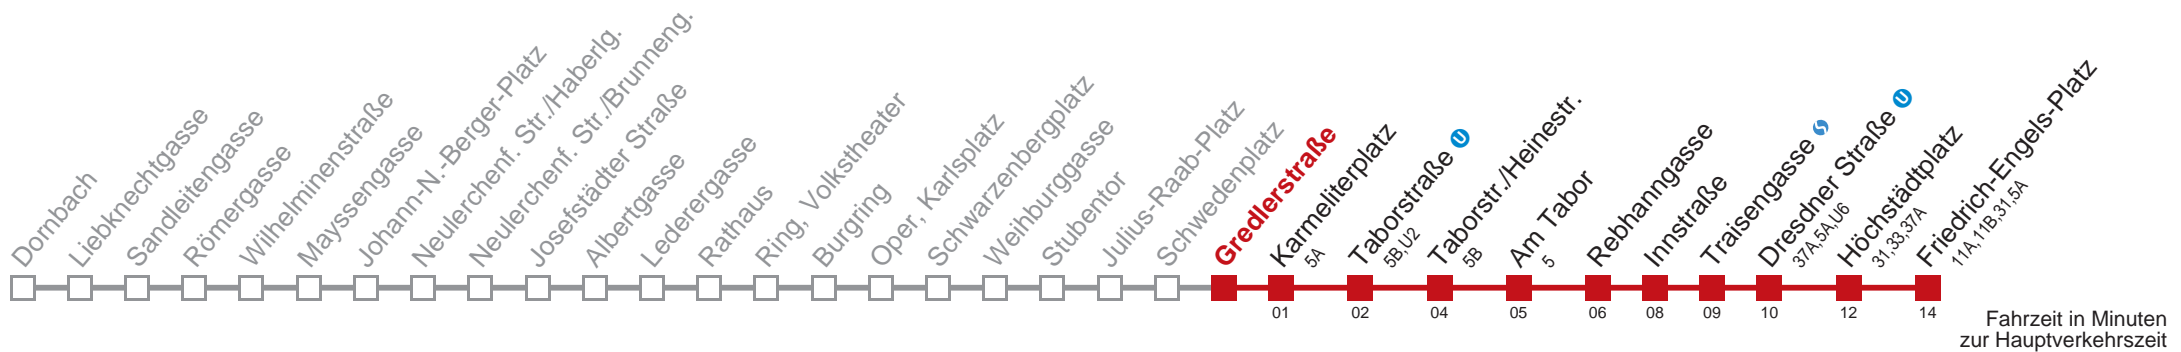 Dornbach
Liebknechtgasse
Sandleitengasse
Römergasse
Wilhelminenstraße
Mayssengasse
Johann-N.-Berger-Platz
Neulerchenf. Str./Haberlg.
Neulerchenf. Str./Brunneng.
Josefstädter Straße
Albertgasse
Lederergasse
Rathaus
Ring, Volkstheater
Burgring
Oper, Karlsplatz
Schwarzenbergplatz
Weihburggasse
Stubentor
Julius-Raab-Platz
Schwedenplatz
Gredlerstraße
Karmeliterplatz
5A
01
Taborstraße U
5B,U2
02
Taborstr./Heinestr.
5B
04
Am Tabor
5
05
Rebhanngasse
06
Innstraße
08
Traisengasse S
09
Dresdner Straße U
37A,5A,U6
10
Höchstädtplatz
31,33,37A
12
Friedrich-Engels-Platz
11A,11B,31,5A
14
Fahrzeit in Minuten
zur Hauptverkehrszeit